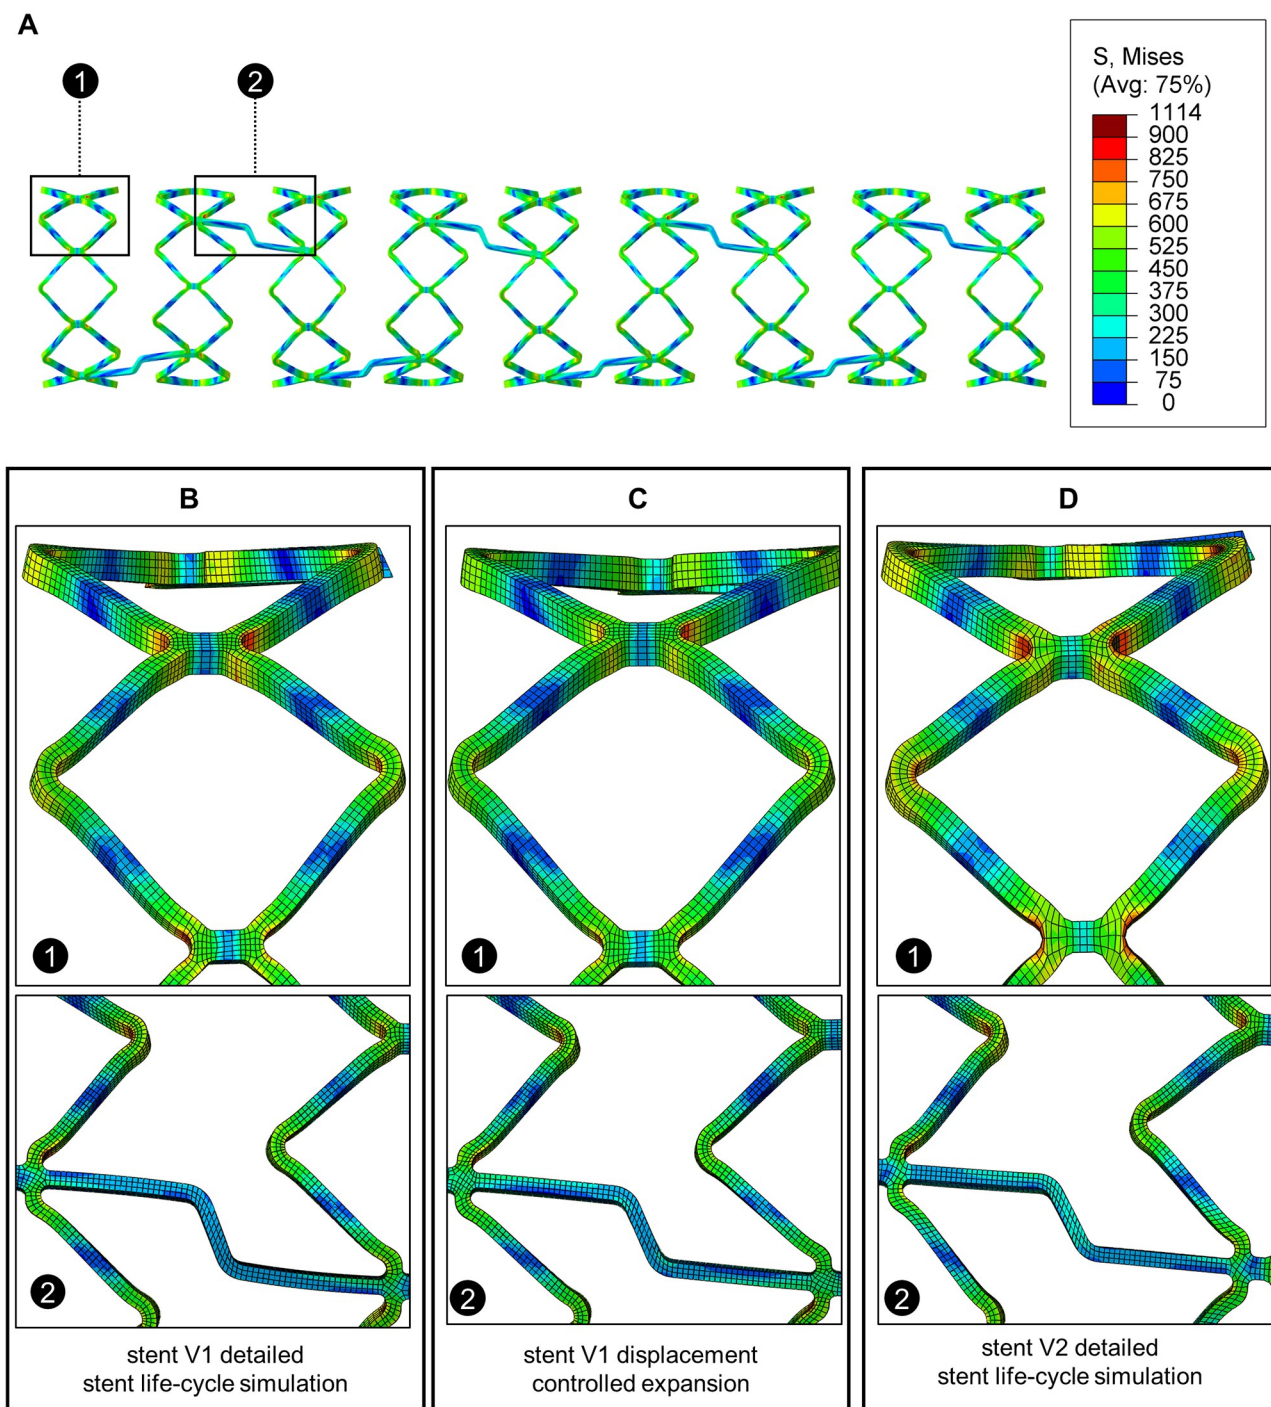 A
1
2
S, Mises
(Avg: 75%)
1114
900
825
750
675
600
525
450
375
300
225
150
75
0
B
C
D
1
1
1
2
2
2
stent V1 detailed
stent life-cycle simulation
stent V1 displacement
controlled expansion
stent V2 detailed
stent life-cycle simulation